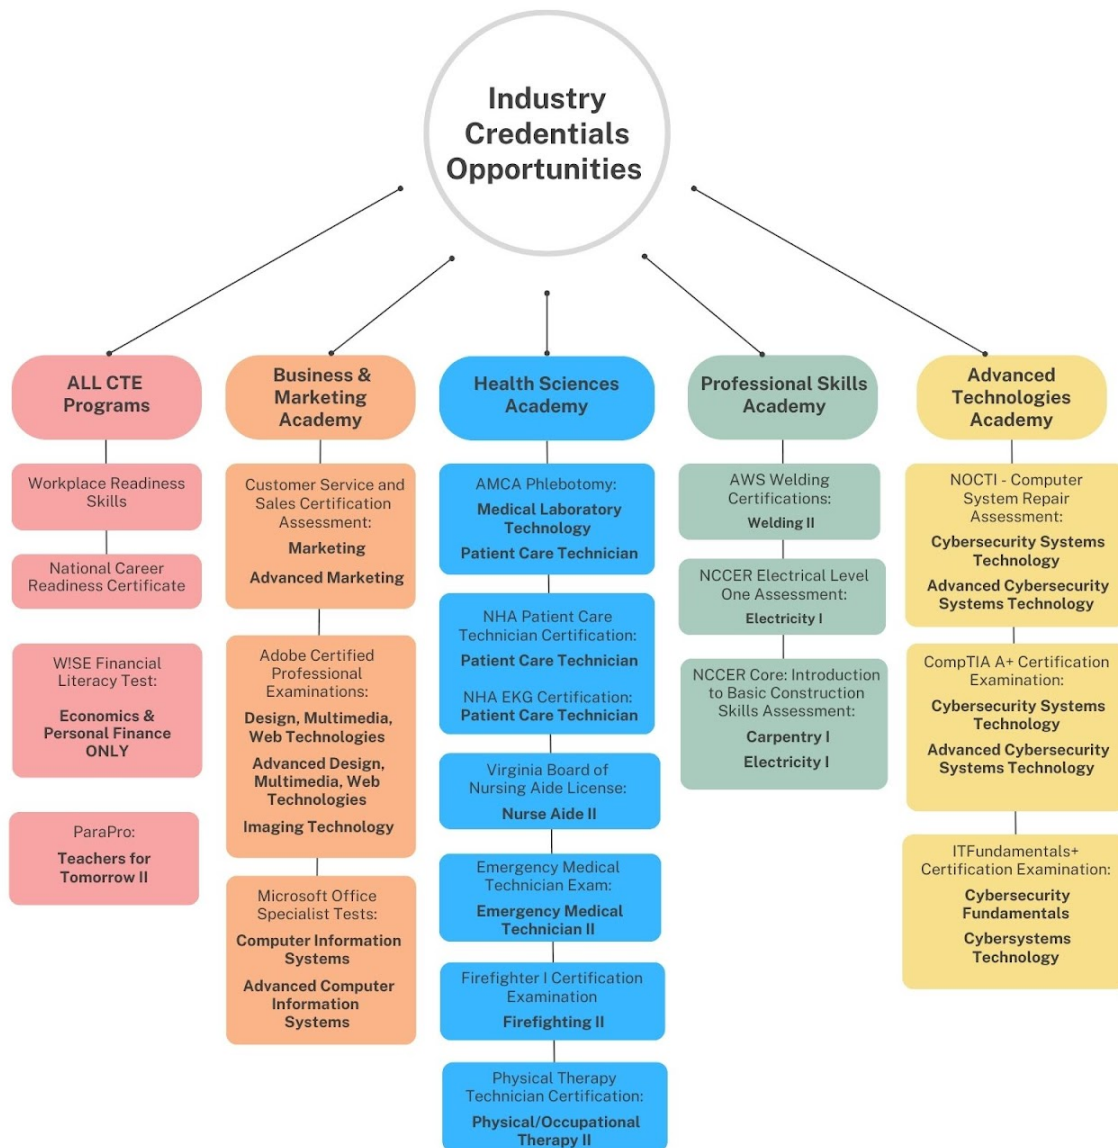 Industry
Credentials
Opportunities
ALL CTE
Programs
Workplace Readiness
Skills
National Career
Readiness Certificate
W!SE Financial
Literacy Test:
Economics &
Personal Finance
ONLY
ParaPro:
Teachers for
Tomorrow II
Business &
Marketing
Academy
Customer Service and
Sales Certification
Assessment:
Marketing
Advanced Marketing
Adobe Certified
Professional
Examinations:
Design, Multimedia,
Web Technologies
Advanced Design,
Multimedia, Web
Technologies
Imaging Technology
Microsoft Office
Specialist Tests:
Computer Information
Systems
Advanced Computer
Information
Systems
Health Sciences
Academy
AMCA Phlebotomy:
Medical Laboratory
Technology
Patient Care Technician
NHA Patient Care
Technician Certification:
Patient Care Technician
NHA EKG Certification:
Patient Care Technician
Virginia Board of
Nursing Aide License:
Nurse Aide II
Emergency Medical
Technician Exam:
Emergency Medical
Technician II
Firefighter I Certification
Examination
Firefighting II
Physical Therapy
Technician Certification:
Physical/Occupational
Therapy II
Professional Skills
Academy
AWS Welding
Certifications:
Welding II
NCCER Electrical Level
One Assessment:
Electricity I
NCCER Core: Introduction
to Basic Construction
Skills Assessment:
Carpentry I
Electricity I
Advanced
Technologies
Academy
NOCTI - Computer
System Repair
Assessment:
Cybersecurity Systems
Technology
Advanced Cybersecurity
Systems Technology
CompTIA A+ Certification
Examination:
Cybersecurity Systems
Technology
Advanced Cybersecurity
Systems Technology
ITFundamentals+
Certification Examination:
Cybersecurity
Fundamentals
Cybersystems
Technology